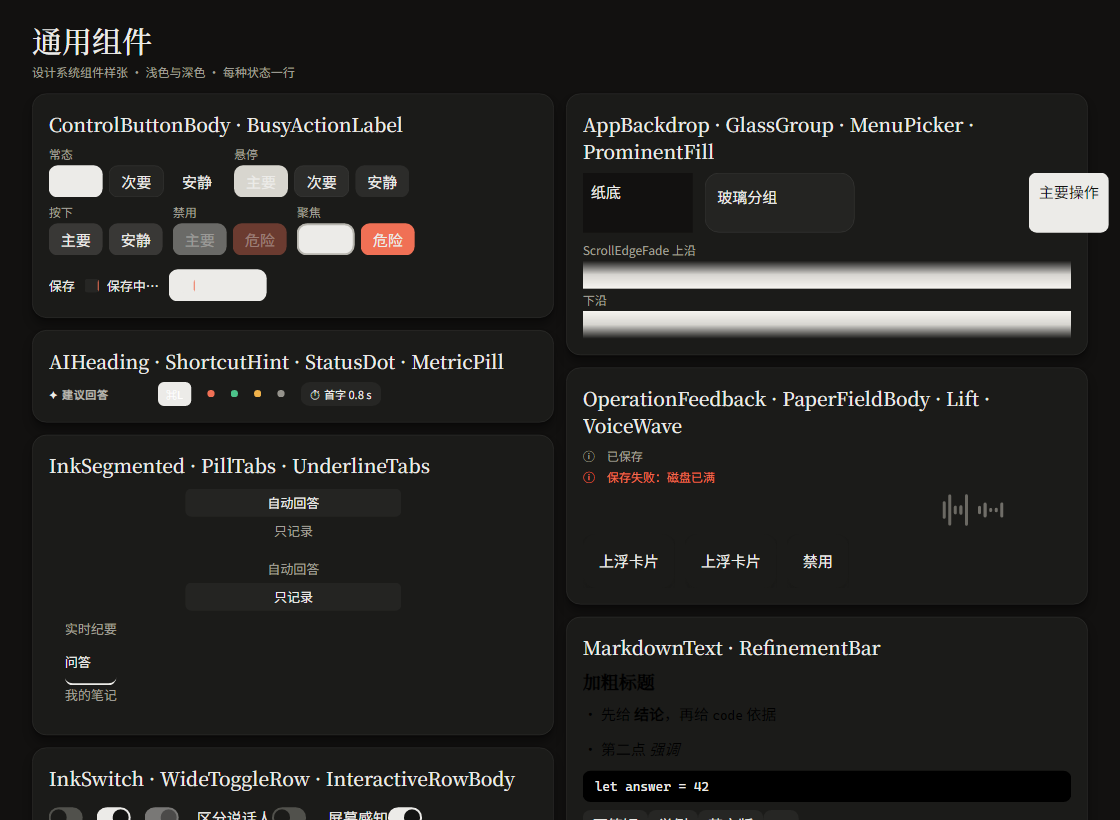 通用组件
设计系统组件样张 · 浅色与深色 · 每种状态一行
ControlButtonBody · BusyActionLabel
常态 悬停
次要 安静 主要 次要 安静
按下 禁用 聚焦
主要 安静 主要 危险 危险
保存 保存中…
AIHeading · ShortcutHint · StatusDot · MetricPill
✦ 建议回答 首字 0.8 s
InkSegmented · PillTabs · UnderlineTabs
自动回答
只记录
自动回答
只记录
实时纪要
问答
我的笔记
InkSwitch · WideToggleRow · InteractiveRowBody
区分说话人 屏幕感知
AppBackdrop · GlassGroup · MenuPicker ·
ProminentFill
纸底 玻璃分组 主要操作
ScrollEdgeFade 上沿
下沿
OperationFeedback · PaperFieldBody · Lift ·
VoiceWave
已保存
保存失败：磁盘已满
上浮卡片 上浮卡片 禁用
MarkdownText · RefinementBar
加粗标题
• 先给 结论，再给 code 依据
• 第二点 强调
let answer = 42